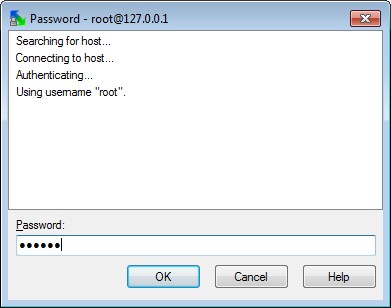 Password - root@127.0.0.1
Searching for host...
Connecting to host...
Authenticating...
Using username "root".
Password:
●●●●●●
OK
Cancel
Help